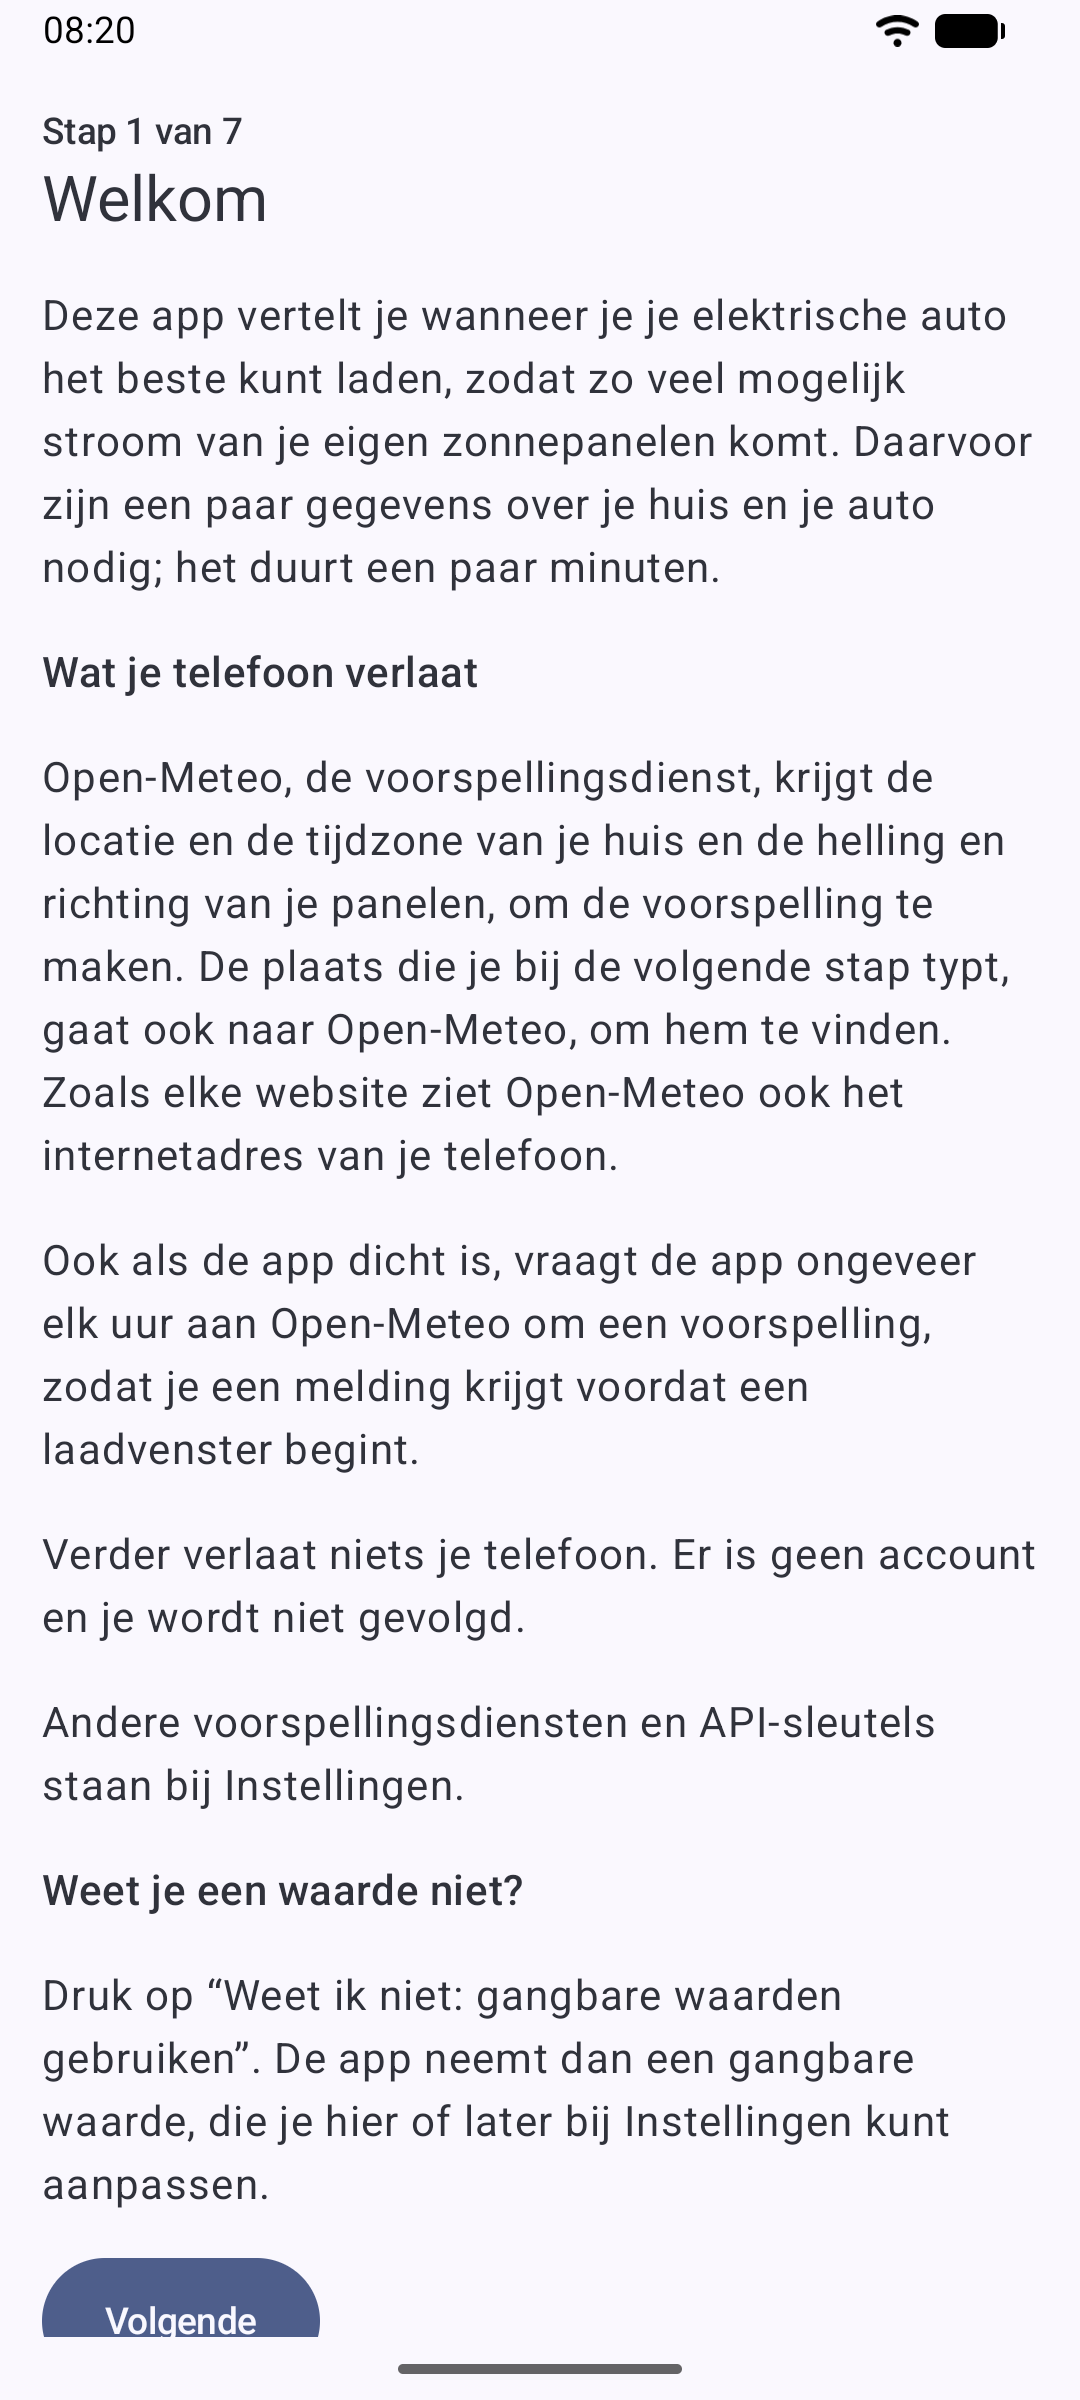 08:20
Stap 1 van 7
Welkom
Deze app vertelt je wanneer je je elektrische auto
het beste kunt laden, zodat zo veel mogelijk
stroom van je eigen zonnepanelen komt. Daarvoor
zijn een paar gegevens over je huis en je auto
nodig; het duurt een paar minuten.
Wat je telefoon verlaat
Open-Meteo, de voorspellingsdienst, krijgt de
locatie en de tijdzone van je huis en de helling en
richting van je panelen, om de voorspelling te
maken. De plaats die je bij de volgende stap typt,
gaat ook naar Open-Meteo, om hem te vinden.
Zoals elke website ziet Open-Meteo ook het
internetadres van je telefoon.
Ook als de app dicht is, vraagt de app ongeveer
elk uur aan Open-Meteo om een voorspelling,
zodat je een melding krijgt voordat een
laadvenster begint.
Verder verlaat niets je telefoon. Er is geen account
en je wordt niet gevolgd.
Andere voorspellingsdiensten en API-sleutels
staan bij Instellingen.
Weet je een waarde niet?
Druk op “Weet ik niet: gangbare waarden
gebruiken”. De app neemt dan een gangbare
waarde, die je hier of later bij Instellingen kunt
aanpassen.
Volgende